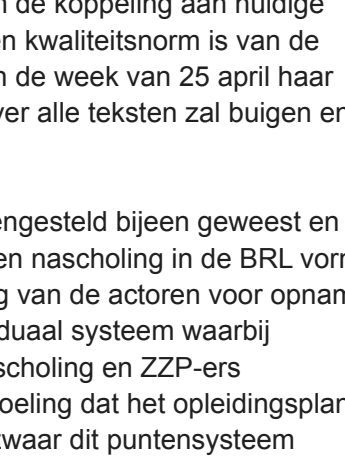 de koppeling aan huidige
en kwaliteitsnorm is van de
de week van 25 april haar
ver alle teksten zal buigen en
engesteld bijeen geweest en
en nascholing in de BRL
g van de actoren voor
duaal systeem waarbij
scholing en ZZP-ers
oeling dat het opleidingsplan
waar dit puntensysteem